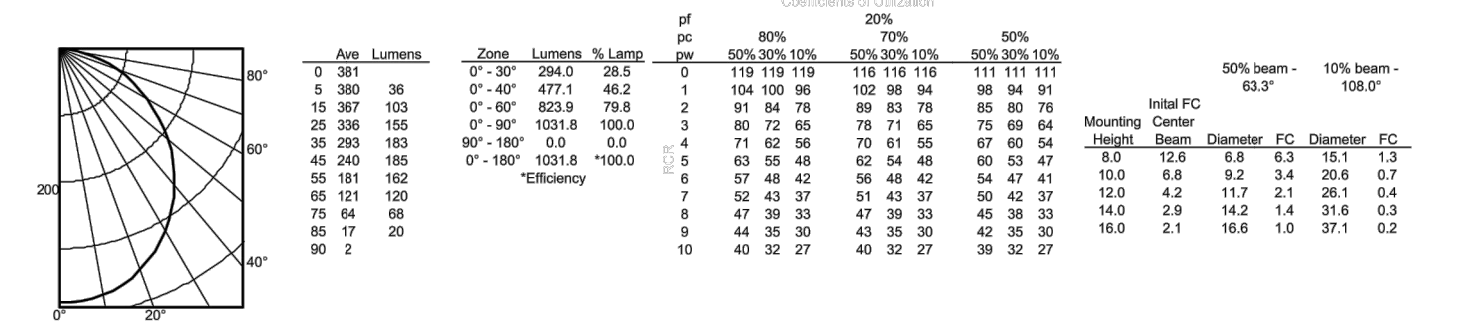 Coefficients of Utilization
80°
60°
200
40°
0° 20°
Ave Lumens
0 381
5 380 36
15 367 103
25 336 155
35 293 183
45 240 185
55 181 162
65 121 120
75 64 68
85 17 20
90 2
Zone Lumens % Lamp
0° - 30° 294.0 28.5
0° - 40° 477.1 46.2
0° - 60° 823.9 79.8
0° - 90° 1031.8 100.0
90° - 180° 0.0 0.0
0° - 180° 1031.8 *100.0
*Efficiency
pf 20%
pc 80% 70% 50%
pw 50% 30% 10% 50% 30% 10% 50% 30% 10%
RCR
0 119 119 119 116 116 116 111 111 111
1 104 100 96 102 98 94 98 94 91
2 91 84 78 89 83 78 85 80 76
3 80 72 65 78 71 65 75 69 64
4 71 62 56 70 61 55 67 60 54
5 63 55 48 62 54 48 60 53 47
6 57 48 42 56 48 42 54 47 41
7 52 43 37 51 43 37 50 42 37
8 47 39 33 47 39 33 45 38 33
9 44 35 30 43 35 30 42 35 30
10 40 32 27 40 32 27 39 32 27
50% beam - 10% beam -
63.3° 108.0°
Inital FC
Mounting Center
Height Beam Diameter FC Diameter FC
8.0 12.6 6.8 6.3 15.1 1.3
10.0 6.8 9.2 3.4 20.6 0.7
12.0 4.2 11.7 2.1 26.1 0.4
14.0 2.9 14.2 1.4 31.6 0.3
16.0 2.1 16.6 1.0 37.1 0.2